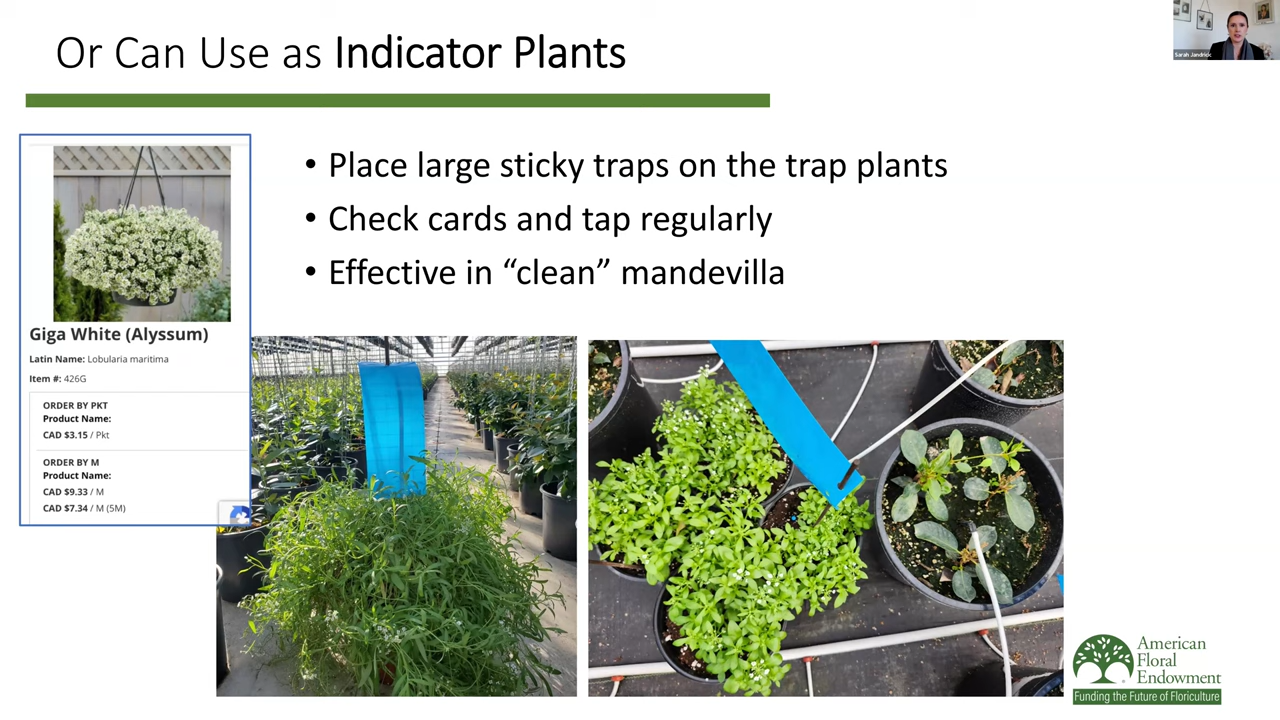 Or Can Use as Indicator Plants
Sarah Jandricic
• Place large sticky traps on the trap plants
• Check cards and tap regularly
• Effective in “clean” mandevilla
Giga White (Alyssum)
Latin Name: Lobularia maritima
Item #: 426G
ORDER BY PKT
Product Name:
CAD $3.15 / Pkt
ORDER BY M
Product Name:
CAD $9.33 / M
CAD $7.34 / M (5M)
American
Floral
Endowment
Funding the Future of Floriculture